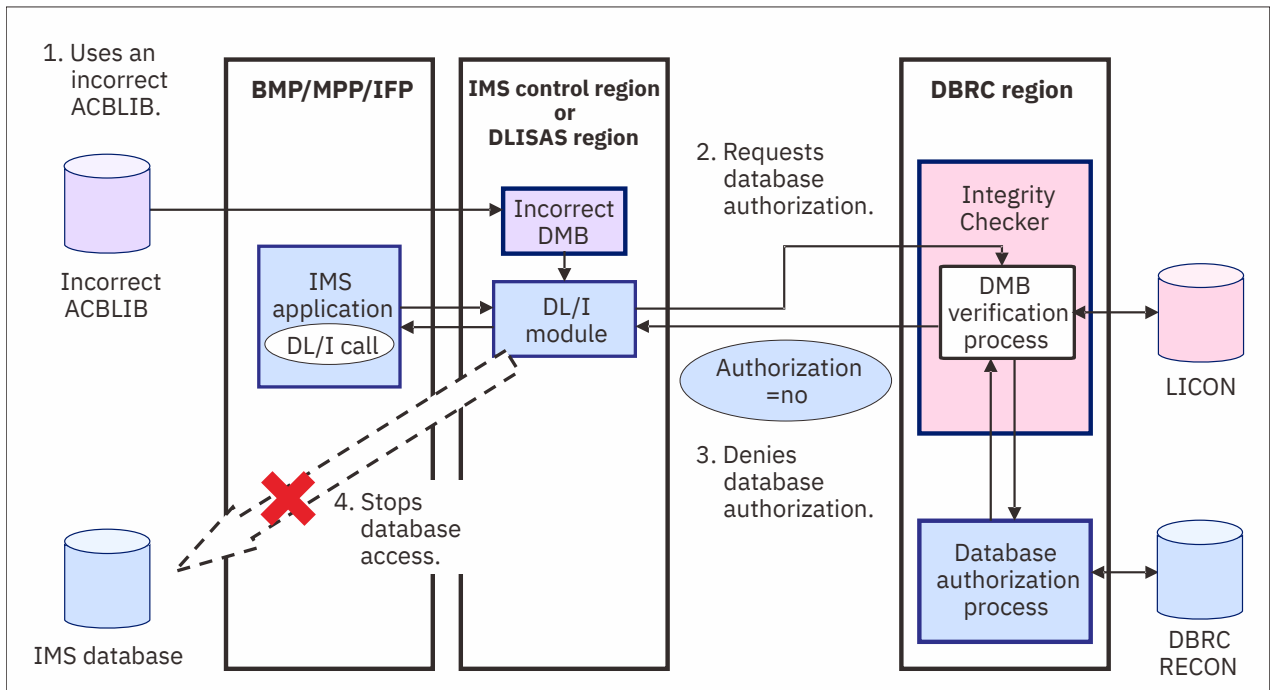 1. Uses an
incorrect
ACBLIB.
Incorrect
ACBLIB
IMS database
BMP/MPP/IFP
IMS
application
DL/I call
IMS control region
or
DLISAS region
Incorrect
DMB
DL/I
module
4. Stops
database
access.
2. Requests
database
authorization.
Authorization
=no
3. Denies
database
authorization.
DBRC region
Integrity
Checker
DMB
verification
process
Database
authorization
process
LICON
DBRC
RECON